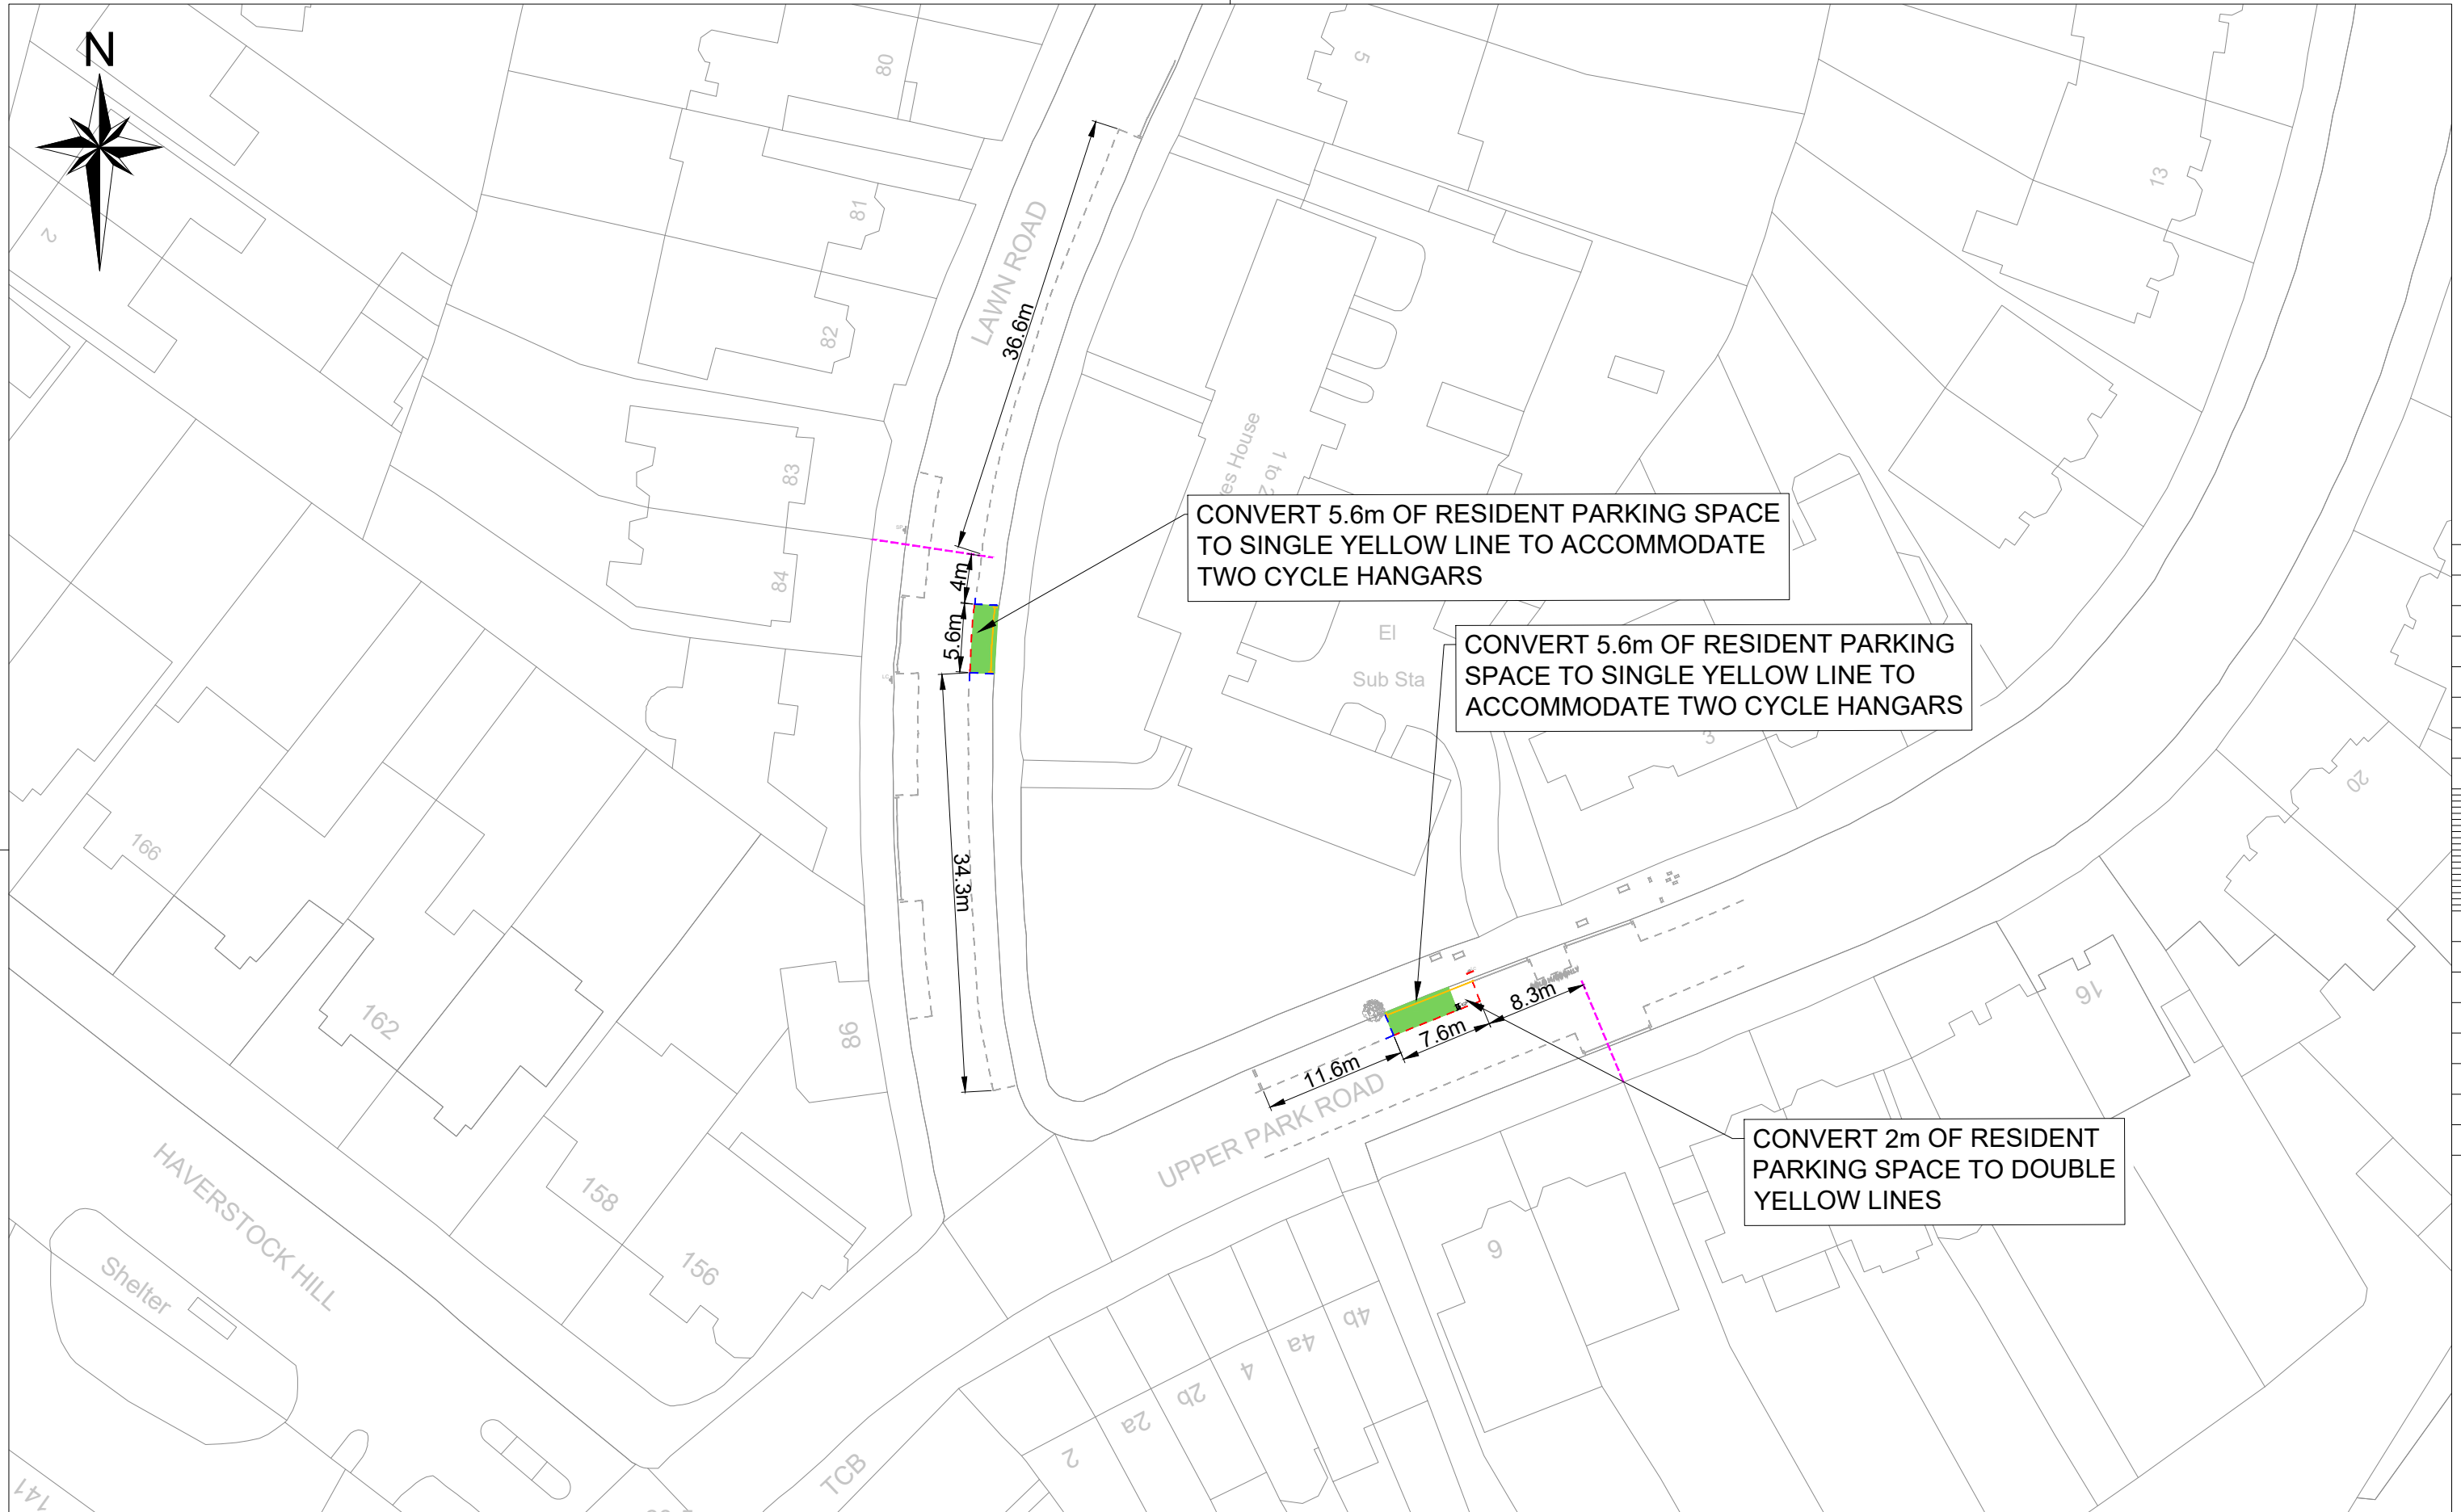 N
80
5
81
13
2
LAWN ROAD
82
36.6m
83
CONVERT 5.6m OF RESIDENT PARKING SPACE
TO SINGLE YELLOW LINE TO ACCOMMODATE
TWO CYCLE HANGARS
84
4m
5.6m
El
Sub Sta
CONVERT 5.6m OF RESIDENT PARKING
SPACE TO SINGLE YELLOW LINE TO
ACCOMMODATE TWO CYCLE HANGARS
3
20
166
34.3m
162
98
16
8.3m
7.6m
11.6m
UPPER PARK ROAD
CONVERT 2m OF RESIDENT
PARKING SPACE TO DOUBLE
YELLOW LINES
HAVERSTOCK HILL
158
156
Shelter
6
4b
4a
4
2b
2a
2
TCB
141